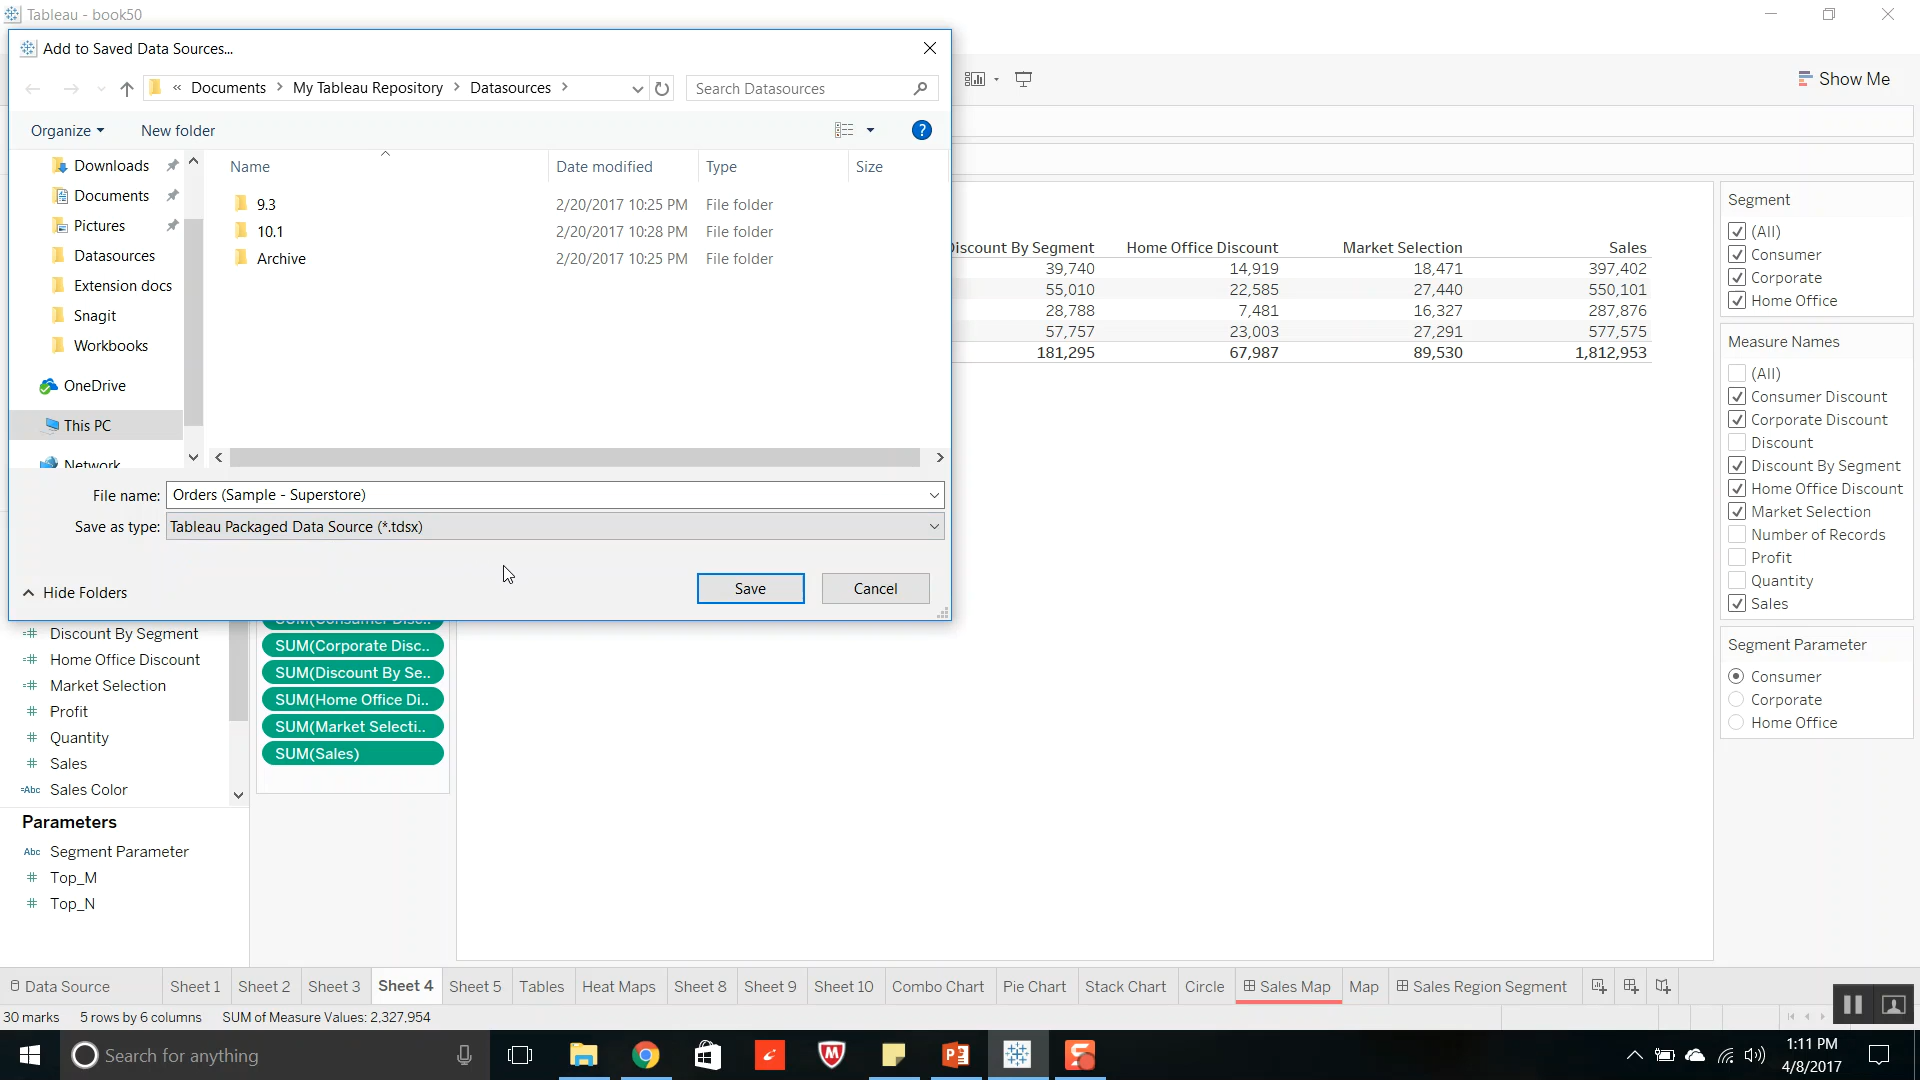 Tableau - book50
Add to Saved Data Sources...
« Documents > My Tableau Repository > Datasources >
Search Datasources
Show Me
Organize
New folder
Name
Date modified
Type
Size
Downloads
Documents
Pictures
Datasources
Extension docs
Snagit
Workbooks
OneDrive
This PC
Network
9.3 2/20/2017 10:25 PM File folder
10.1 2/20/2017 10:28 PM File folder
Archive 2/20/2017 10:25 PM File folder
File name: Orders (Sample - Superstore)
Save as type: Tableau Packaged Data Source (*.tdsx)
Hide Folders
Save
Cancel
Discount By Segment Home Office Discount Market Selection Sales
39,740 14,919 18,471 397,402
55,010 22,585 27,440 550,101
28,788 7,481 16,327 287,876
57,757 23,003 27,291 577,575
181,295 67,987 89,530 1,812,953
Segment
(All)
Consumer
Corporate
Home Office
Measure Names
(All)
Consumer Discount
Corporate Discount
Discount
Discount By Segment
Home Office Discount
Market Selection
Number of Records
Profit
Quantity
Sales
Segment Parameter
Consumer
Corporate
Home Office
Discount By Segment
Home Office Discount
Market Selection
Profit
Quantity
Sales
Abc Sales Color
Parameters
Abc Segment Parameter
Top_M
Top_N
SUM(Consumer Disc..
SUM(Corporate Disc..
SUM(Discount By Se..
SUM(Home Office Di..
SUM(Market Selecti..
SUM(Sales)
Data Source Sheet 1 Sheet 2 Sheet 3 Sheet 4 Sheet 5 Tables Heat Maps Sheet 8 Sheet 9 Sheet 10 Combo Chart Pie Chart Stack Chart Circle Sales Map Map Sales Region Segment
30 marks 5 rows by 6 columns SUM of Measure Values: 2,327,954
Search for anything
1:11 PM
4/8/2017